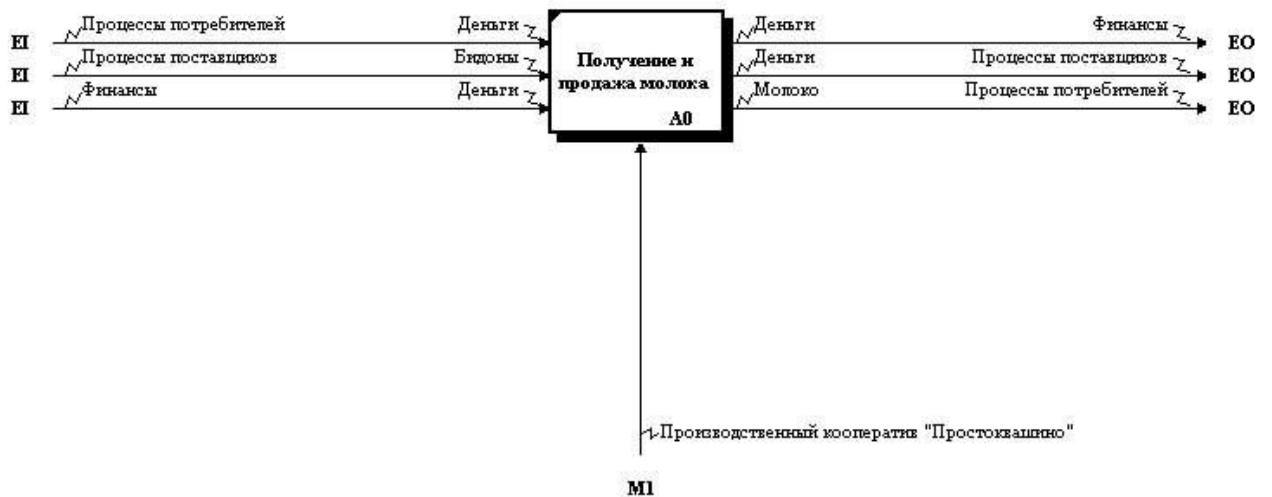 Процессы потребителей Деньги Деньги Финансы
EI EO
Процессы поставщиков Бидоны Получение и Деньги Процессы поставщиков
EI EO
Финансы Деньги продажа молока Молоко Процессы потребителей
EI A0 EO
Производственный кооператив "Простоквашино"
M1